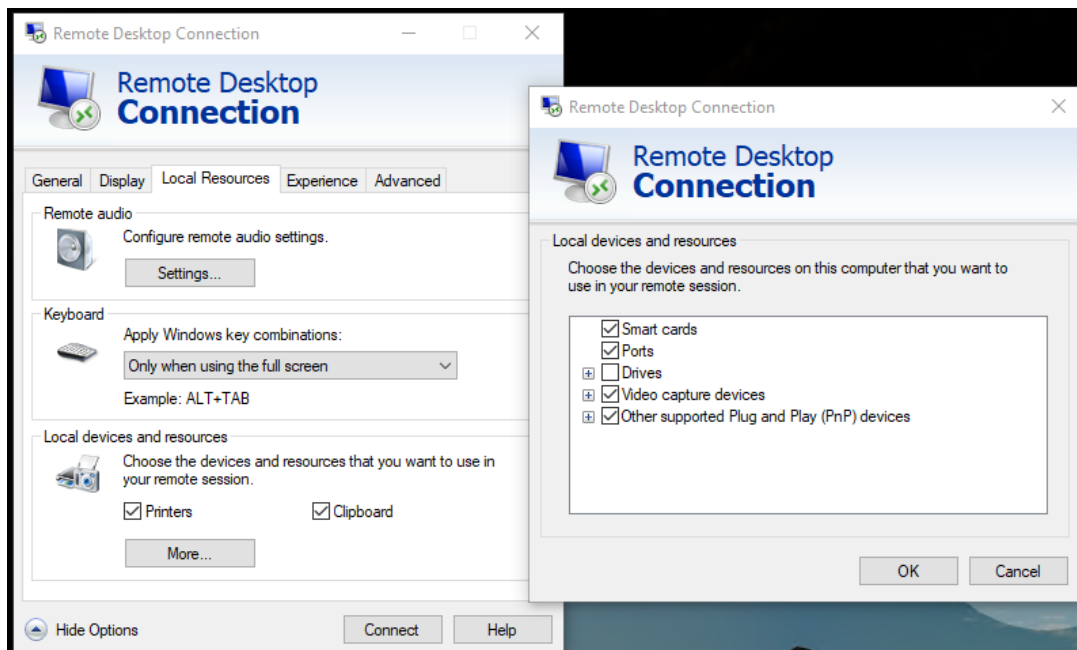 Remote Desktop Connection
Remote Desktop
Connection
General Display Local Resources Experience Advanced
Remote audio
Configure remote audio settings.
Settings...
Keyboard
Apply Windows key combinations:
Only when using the full screen
Example: ALT+TAB
Local devices and resources
Choose the devices and resources that you want to use in
your remote session.
Printers Clipboard
More...
Hide Options Connect Help
Remote Desktop Connection
Remote Desktop
Connection
Local devices and resources
Choose the devices and resources on this computer that you want to
use in your remote session.
Smart cards
Ports
Drives
Video capture devices
Other supported Plug and Play (PnP) devices
OK Cancel